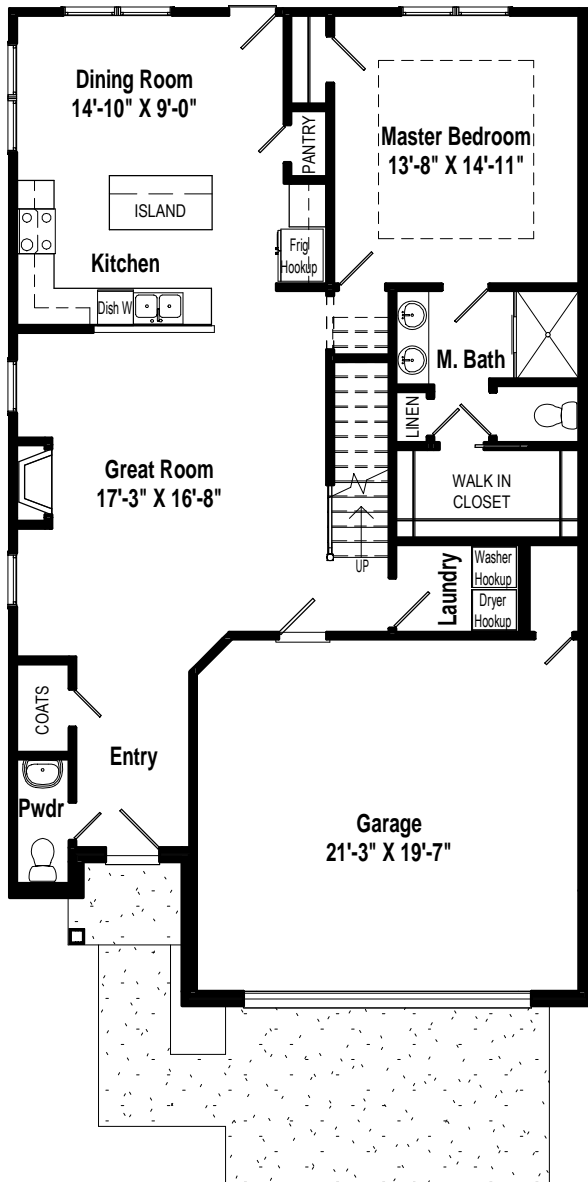 Dining Room
14'-10" X 9'-0"
PANTRY
Master Bedroom
13'-8" X 14'-11"
ISLAND
Kitchen
Frigl
Hookup
Dish W
M. Bath
LINEN
Great Room
17'-3" X 16'-8"
WALK IN
CLOSET
UP
Laundry
Washer
Hookup
Dryer
Hookup
COATS
Entry
Pwdr
Garage
21'-3" X 19'-7"